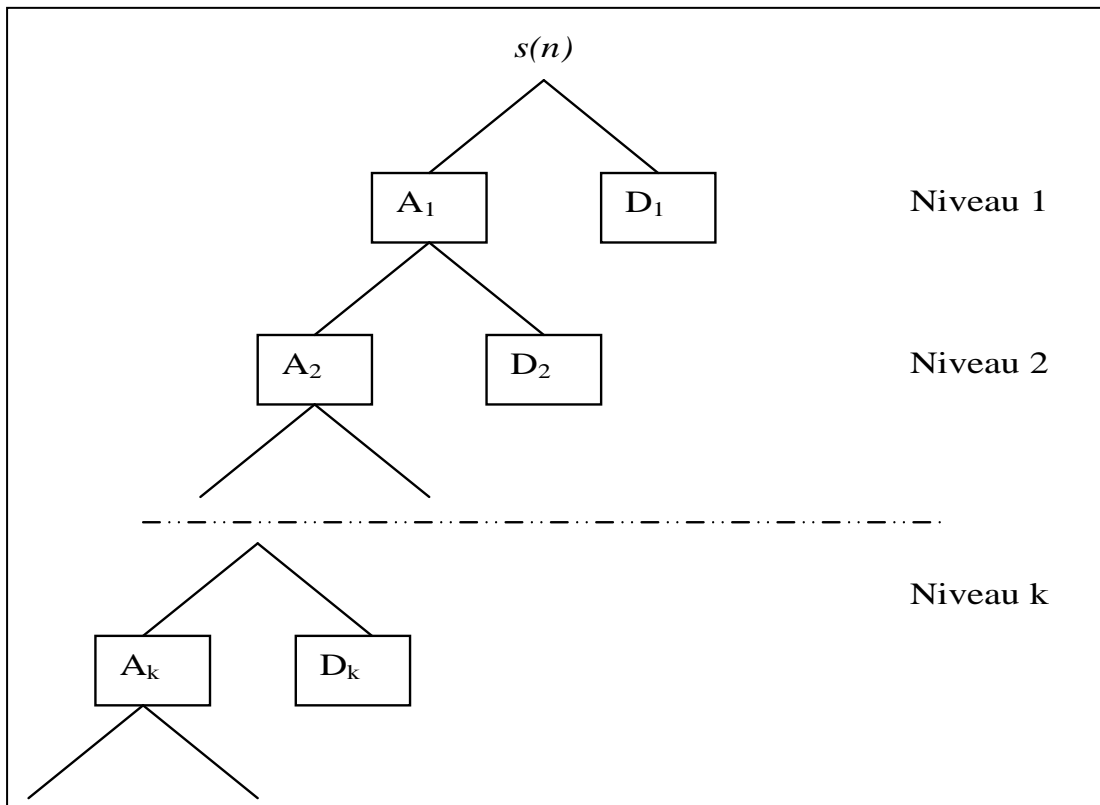 s(n)
A₁ D₁ Niveau 1
A₂ D₂ Niveau 2
Niveau k
Aₖ Dₖ